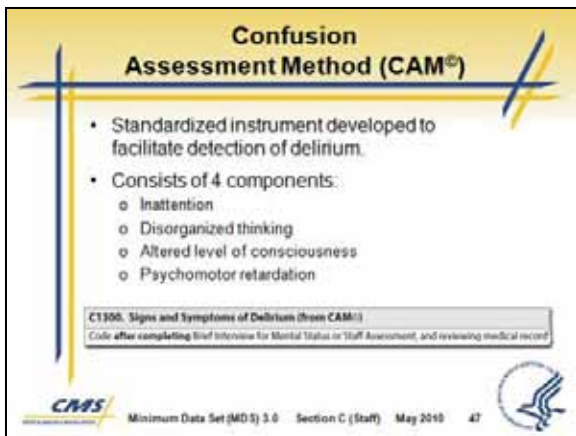 Confusion
Assessment Method (CAM©)
• Standardized instrument developed to
facilitate detection of delirium.
• Consists of 4 components:
o Inattention
o Disorganized thinking
o Altered level of consciousness
o Psychomotor retardation
C1300. Signs and Symptoms of Delirium (from CAM©)
Code after completing Brief Interview for Mental Status or Staff Assessment, and reviewing medical record
CMS
Minimum Data Set (MDS) 3.0 Section C (Staff) May 2010 47